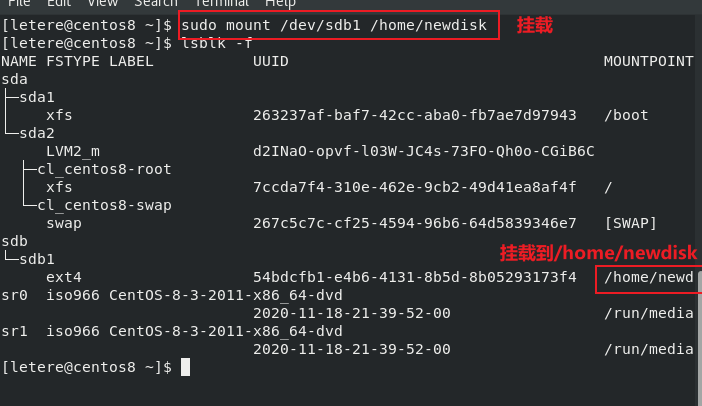 File Edit View Search Terminal Help
[letere@centos8 ~]$ sudo mount /dev/sdb1 /home/newdisk 挂载
[letere@centos8 ~]$ lsblk -f
NAME FSTYPE LABEL UUID MOUNTPOINT
sda
├─sda1
xfs 263237af-baf7-42cc-aba0-fb7ae7d97943 /boot
└─sda2
LVM2_m d2INaO-opvf-l03W-JC4s-73FO-Qh0o-CGiB6C
├─cl_centos8-root
xfs 7ccda7f4-310e-462e-9cb2-49d41ea8af4f /
└─cl_centos8-swap
swap 267c5c7c-cf25-4594-96b6-64d5839346e7 [SWAP]
sdb
挂载到/home/newdisk
└─sdb1
ext4 54bdcfb1-e4b6-4131-8b5d-8b05293173f4 /home/newd
sr0 iso966 CentOS-8-3-2011-x86_64-dvd
2020-11-18-21-39-52-00 /run/media
sr1 iso966 CentOS-8-3-2011-x86_64-dvd
2020-11-18-21-39-52-00 /run/media
[letere@centos8 ~]$